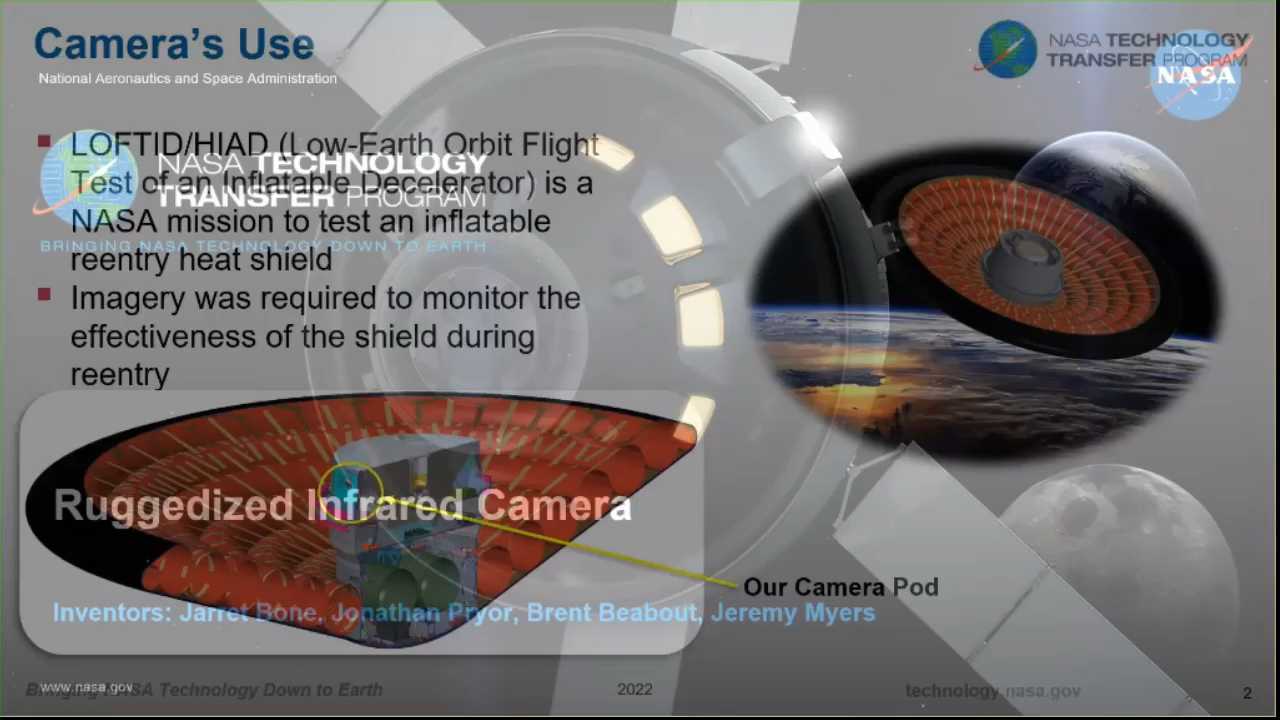 Camera's Use
National Aeronautics and Space Administration
NASA TECHNOLOGY
TRANSFER PROGRAM
NASA
LOFTID/HIAD (Low-Earth Orbit Flight
Test of an Inflatable Decelerator) is a
NASA mission to test an inflatable
reentry heat shield
NASA TECHNOLOGY
TRANSFER PROGRAM
BRINGING NASA TECHNOLOGY DOWN TO EARTH
Imagery was required to monitor the
effectiveness of the shield during
reentry
Ruggedized Infrared Camera
Our Camera Pod
Inventors: Jarret Bone, Jonathan Pryor, Brent Beabout, Jeremy Myers
www.nasa.gov
Bringing NASA Technology Down to Earth
2022
technology.nasa.gov
2